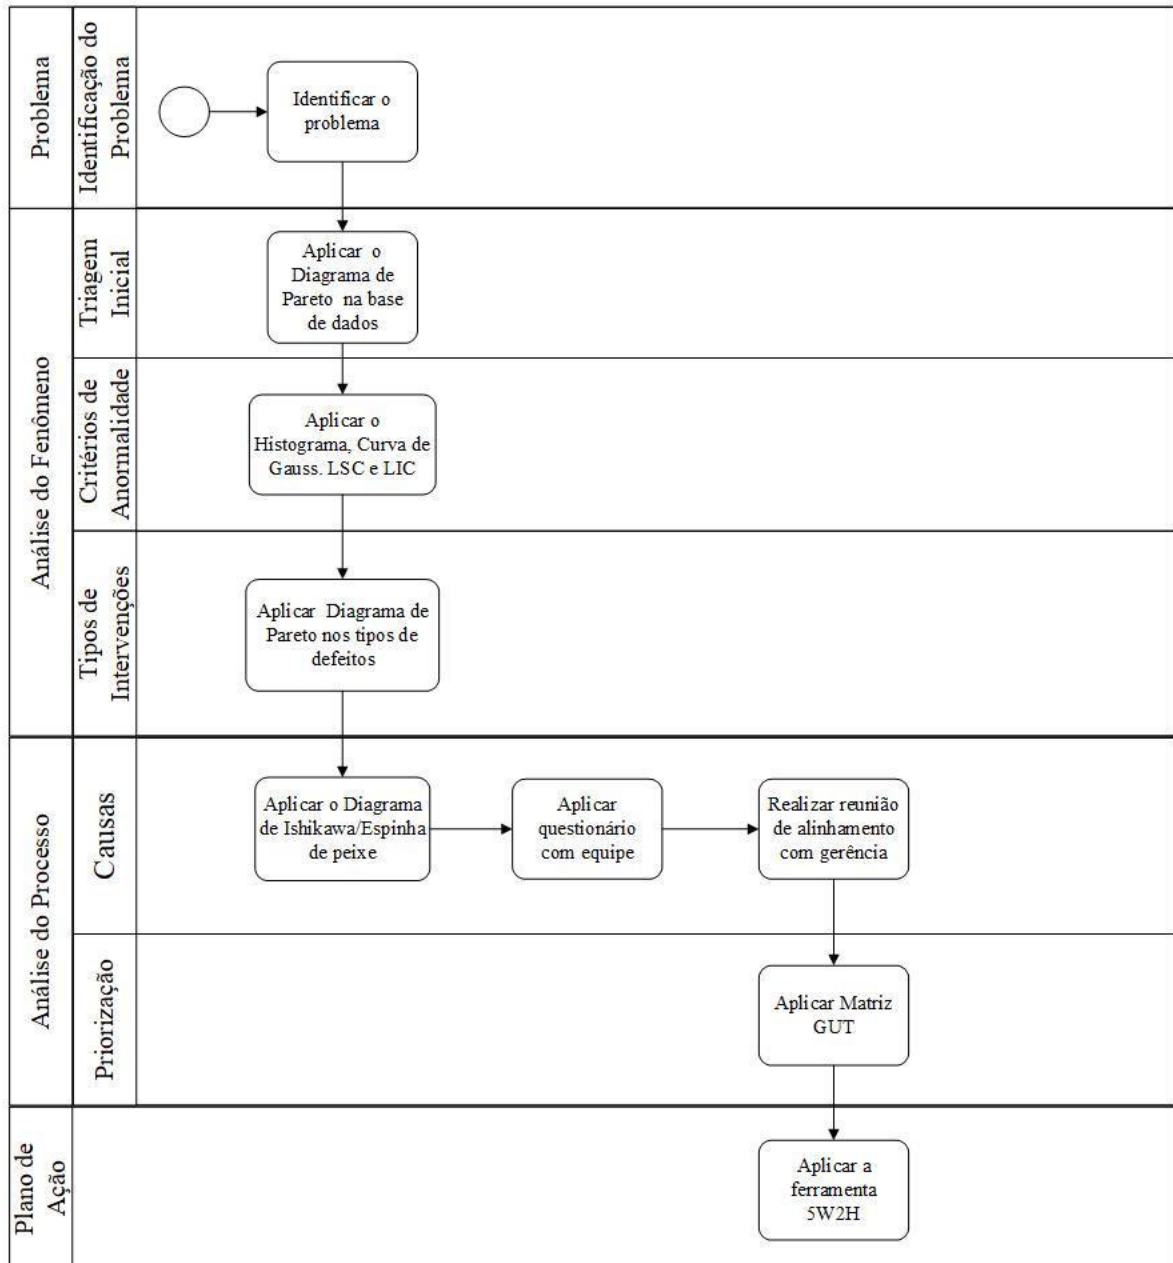 Problema
Identificação do
Problema
Identificar o
problema
Análise do Fenômeno
Triagem
Inicial
Aplicar o
Diagrama de
Pareto na base
de dados
Critérios de
Anormalidade
Aplicar o
Histograma, Curva de
Gauss. LSC e LIC
Tipos de
Intervenções
Aplicar Diagrama de
Pareto nos tipos de
defeitos
Análise do Processo
Causas
Aplicar o Diagrama
de Ishikawa/Espinha
de peixe
Aplicar
questionário
com equipe
Realizar reunião
de alinhamento
com gerência
Priorização
Aplicar Matriz
GUT
Plano de
Ação
Aplicar a
ferramenta
5W2H